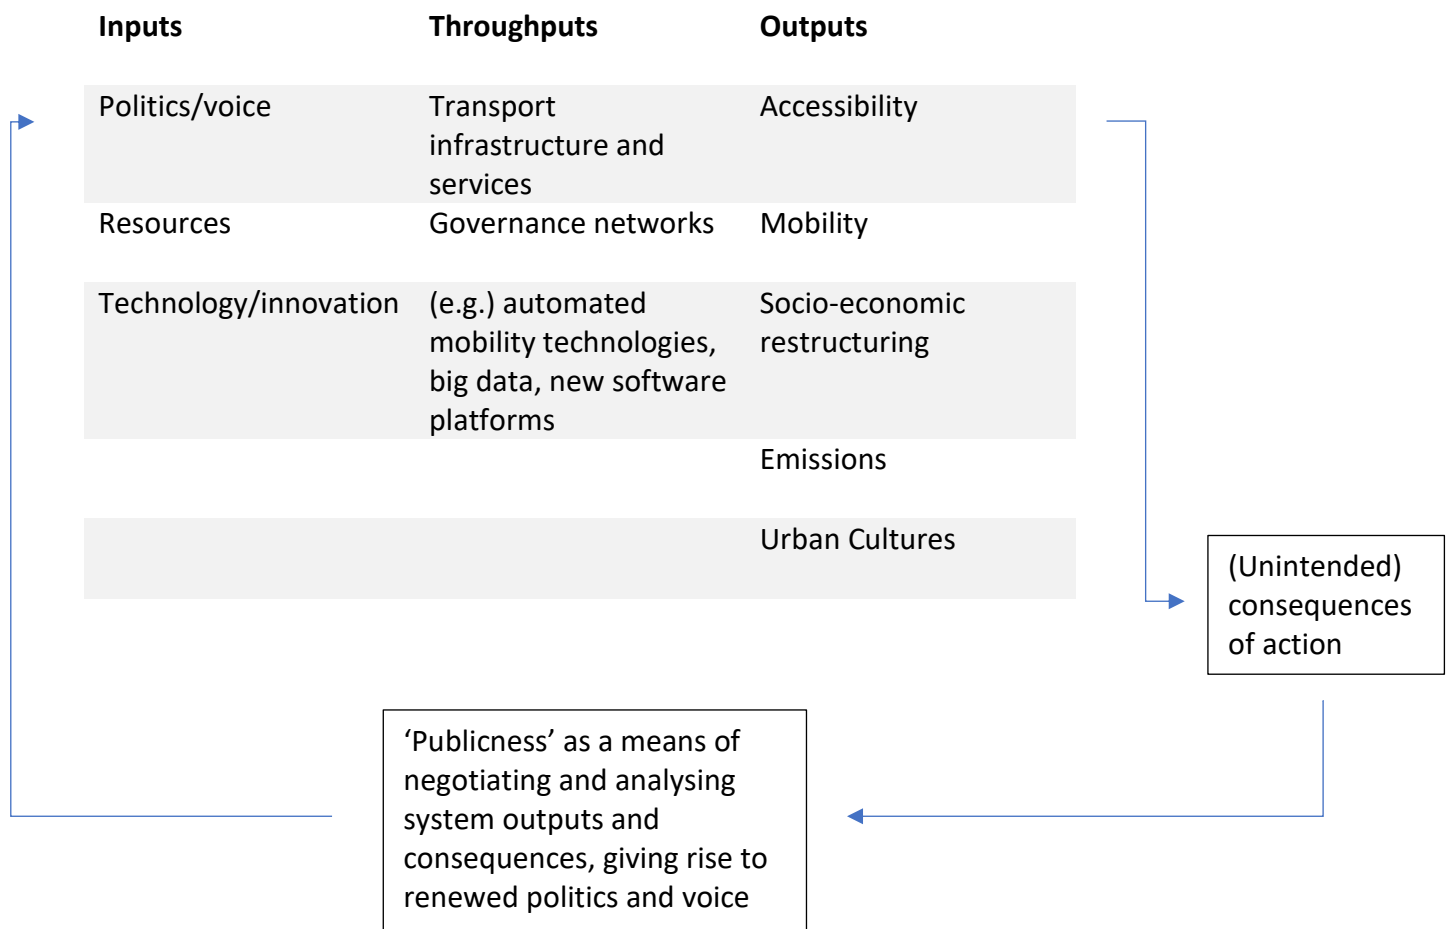 Inputs Throughputs Outputs
Politics/voice Transport Accessibility
infrastructure and
services
Resources Governance networks Mobility
Technology/innovation (e.g.) automated Socio-economic
mobility technologies, restructuring
big data, new software
platforms
Emissions
Urban Cultures
(Unintended)
consequences
of action
‘Publicness’ as a means of
negotiating and analysing
system outputs and
consequences, giving rise to
renewed politics and voice